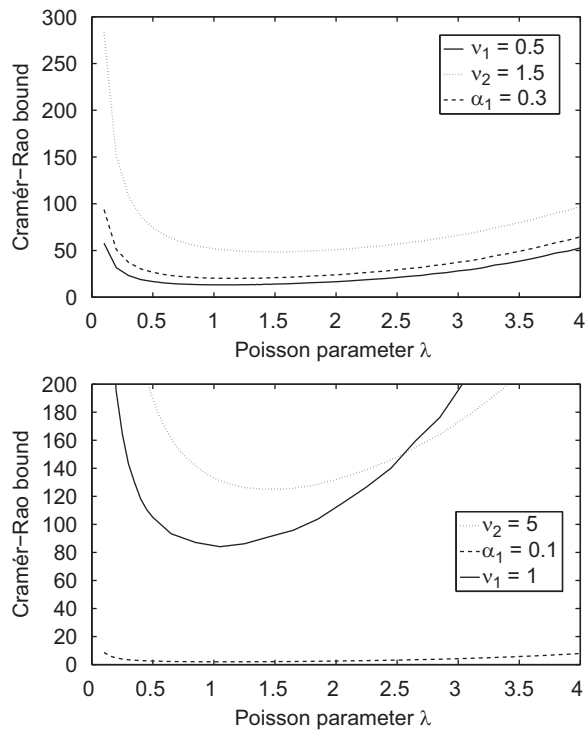 300
250
200
150
100
50
0
Cramér−Rao bound
ν1 = 0.5
ν2 = 1.5
α1 = 0.3
0 0.5 1 1.5 2 2.5 3 3.5 4
Poisson parameter λ
200
180
160
140
120
100
80
60
40
20
0
Cramér−Rao bound
ν2 = 5
α1 = 0.1
ν1 = 1
0 0.5 1 1.5 2 2.5 3 3.5 4
Poisson parameter λ